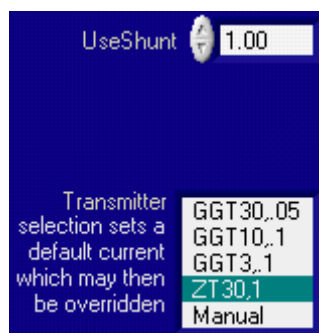 UseShunt 1.00
Transmitter
selection sets a
default current
which may then
be overridden
GGT30,.05
GGT10,.1
GGT3,.1
ZT30,1
Manual